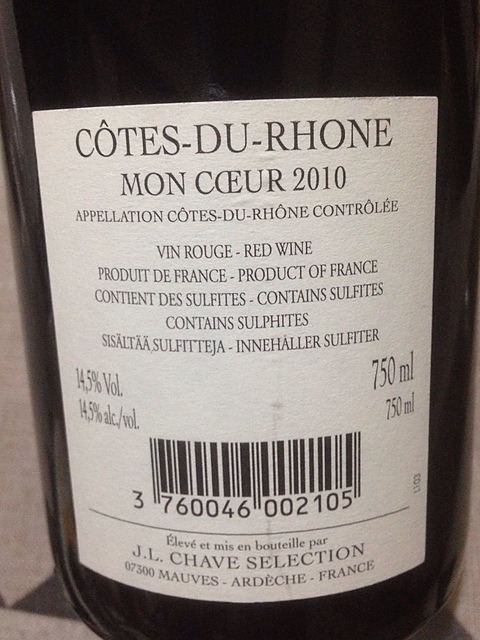 CÔTES-DU-RHONE
MON CŒUR 2010
APPELLATION CÔTES-DU-RHÔNE CONTRÔLÉE
VIN ROUGE - RED WINE
PRODUIT DE FRANCE - PRODUCT OF FRANCE
CONTIENT DES SULFITES - CONTAINS SULFITES
CONTAINS SULPHITES
SISÄLTÄÄ SULFITTEJA - INNEHÅLLER SULFITER
14,5% Vol. 750 ml
14,5% alc./vol. 750 ml
3 760046 002105
L1103
Élevé et mis en bouteille par
J.L. CHAVE SELECTION
07300 MAUVES - ARDÈCHE - FRANCE